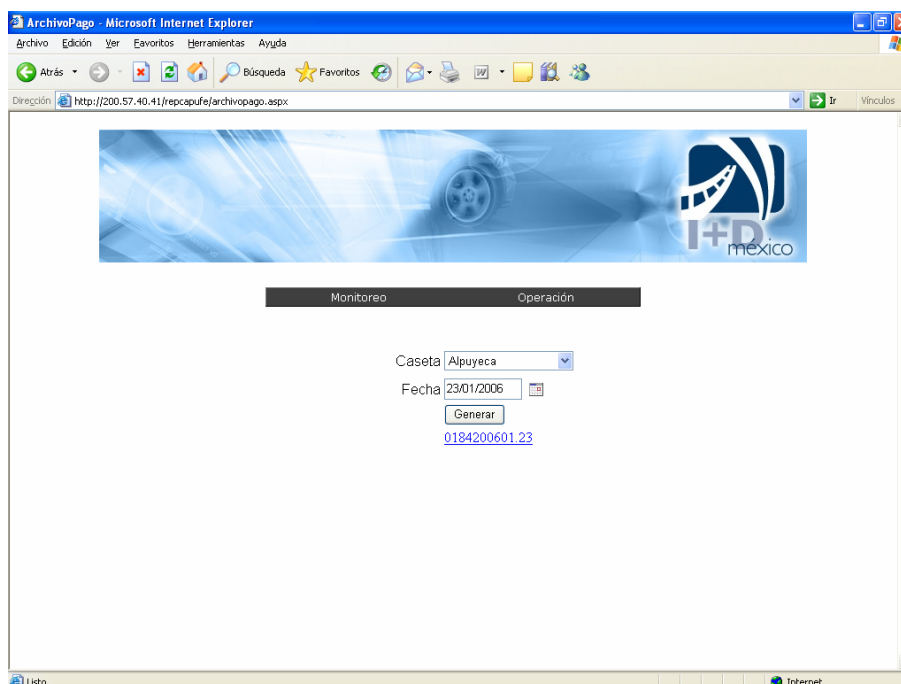 ArchivoPago - Microsoft Internet Explorer
Archivo Edición Ver Favoritos Herramientas Ayuda
Atrás Búsqueda Favoritos
Dirección http://200.57.40.41/repcapufe/archivopago.aspx Ir Vínculos
I+D
méxico
Monitoreo Operación
Caseta Alpuyeca
Fecha 23/01/2006
Generar
0184200601.23
Listo Internet